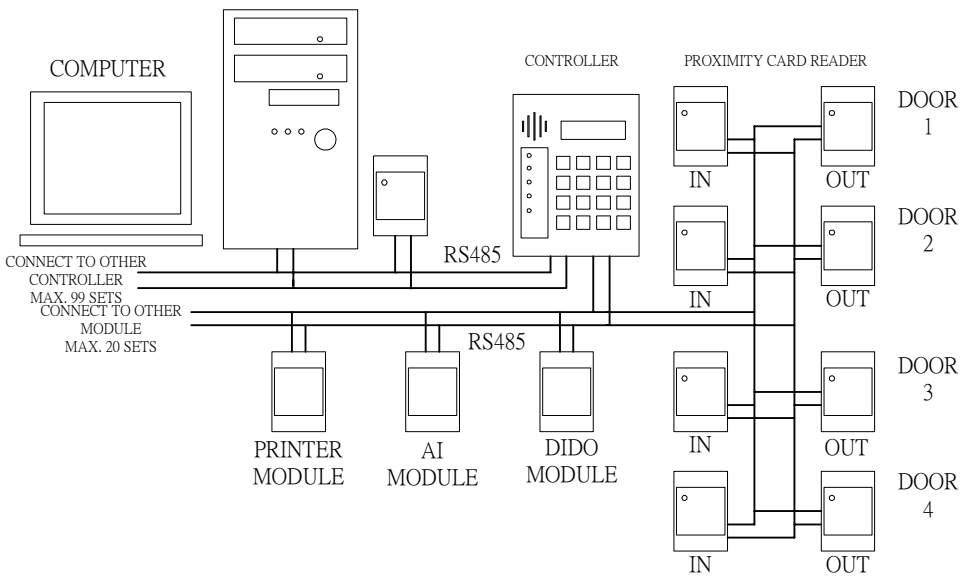 COMPUTER
CONTROLLER
PROXIMITY CARD READER
DOOR
1
IN
OUT
DOOR
2
IN
OUT
RS485
CONNECT TO OTHER
CONTROLLER
MAX. 99 SETS
CONNECT TO OTHER
MODULE
MAX. 20 SETS
RS485
DOOR
3
IN
OUT
PRINTER
MODULE
AI
MODULE
DIDO
MODULE
DOOR
4
IN
OUT